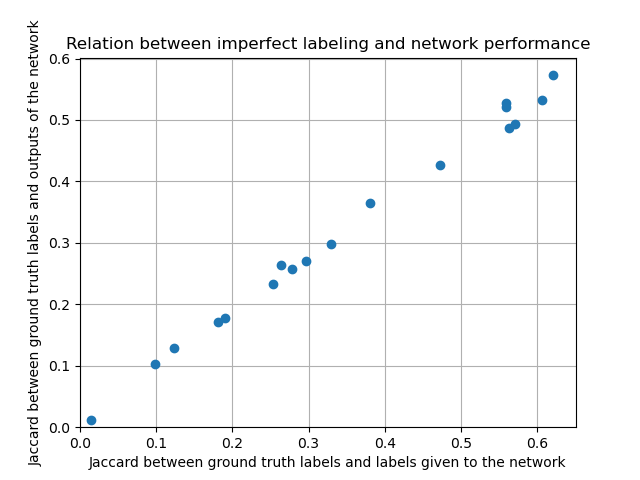 Relation between imperfect labeling and network performance
Jaccard between ground truth labels and outputs of the network
0.6
0.5
0.4
0.3
0.2
0.1
0.0
0.0 0.1 0.2 0.3 0.4 0.5 0.6
Jaccard between ground truth labels and labels given to the network